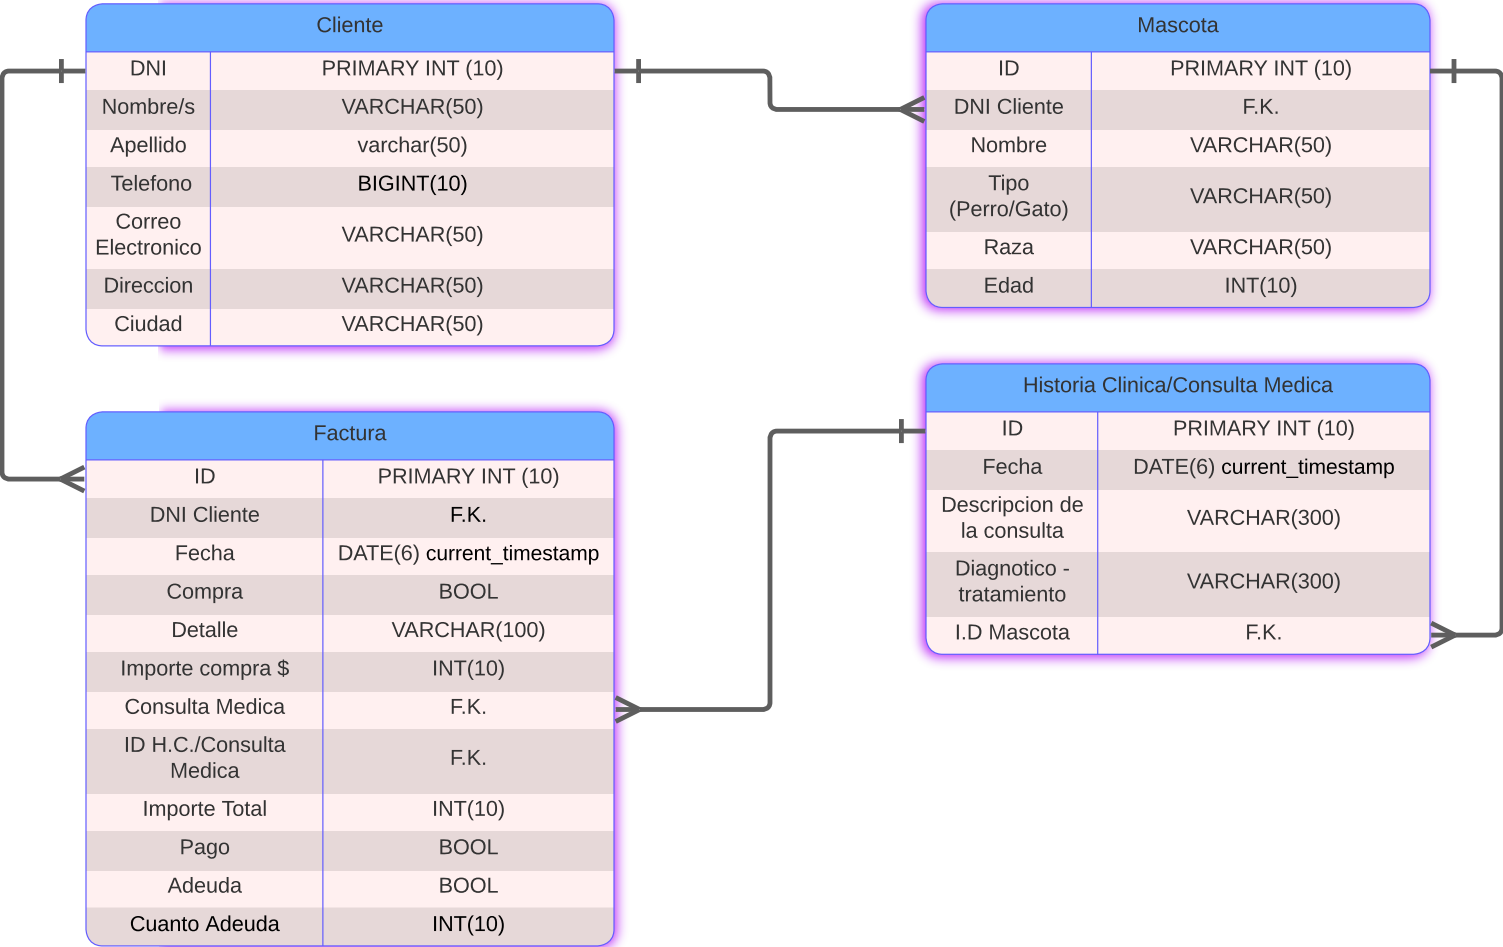 Cliente
DNI PRIMARY INT (10)
Nombre/s VARCHAR(50)
Apellido varchar(50)
Telefono BIGINT(10)
Correo
Electronico VARCHAR(50)
Direccion VARCHAR(50)
Ciudad VARCHAR(50)
Mascota
ID PRIMARY INT (10)
DNI Cliente F.K.
Nombre VARCHAR(50)
Tipo
(Perro/Gato) VARCHAR(50)
Raza VARCHAR(50)
Edad INT(10)
Factura
ID PRIMARY INT (10)
DNI Cliente F.K.
Fecha DATE(6) current_timestamp
Compra BOOL
Detalle VARCHAR(100)
Importe compra $ INT(10)
Consulta Medica F.K.
ID H.C./Consulta
Medica F.K.
Importe Total INT(10)
Pago BOOL
Adeuda BOOL
Cuanto Adeuda INT(10)
Historia Clinica/Consulta Medica
ID PRIMARY INT (10)
Fecha DATE(6) current_timestamp
Descripcion de
la consulta VARCHAR(300)
Diagnotico -
tratamiento VARCHAR(300)
I.D Mascota F.K.